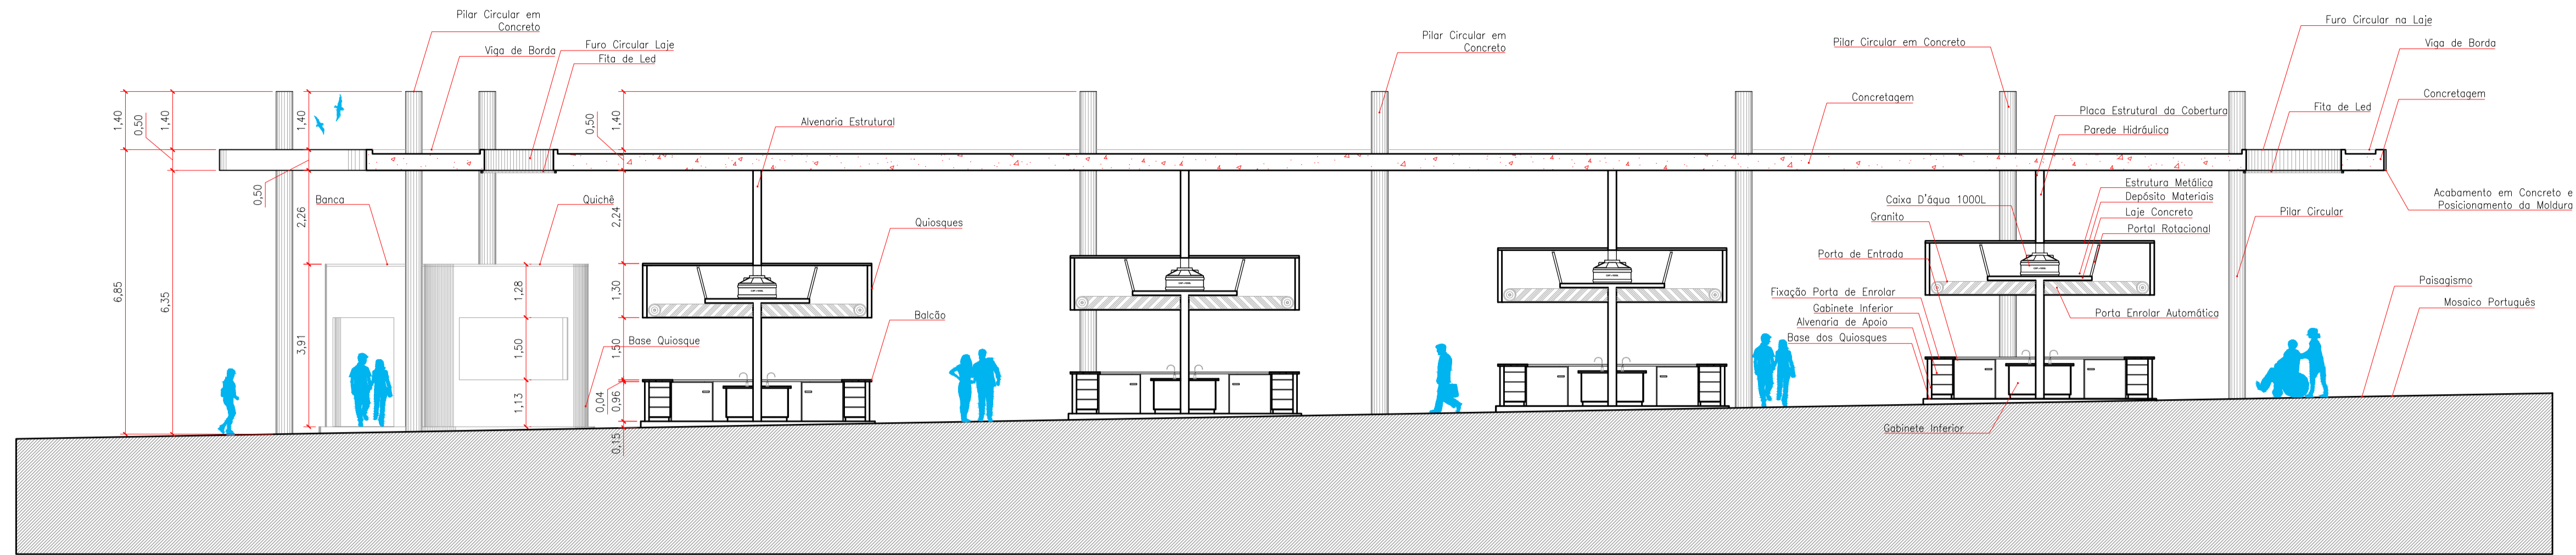 Pilar Circular em
Concreto
Viga de Borda
Furo Circular Laje
Fita de Led
Pilar Circular em
Concreto
Pilar Circular em Concreto
Furo Circular na Laje
Viga de Borda
Concretagem
Placa Estrutural da Cobertura
Fita de Led
Concretagem
Alvenaria Estrutural
Parede Hidráulica
1,40
0,50
1,40
1,40
0,50
1,40
0,50
Banca
2,26
Quichê
2,24
Quiosques
Caixa D'água 1000L
Granito
Estrutura Metálica
Depósito Materiais
Laje Concreto
Portal Rotacional
Pilar Circular
Acabamento em Concreto e
Posicionamento da Moldura
Porta de Entrada
6,85
6,35
3,91
1,28
1,30
1,50
1,50
1,13
0,04
0,96
0,15
Base Quiosque
Balcão
Fixação Porta de Enrolar
Gabinete Inferior
Alvenaria de Apoio
Base dos Quiosques
Porta Enrolar Automática
Paisagismo
Mosaico Português
Gabinete Inferior